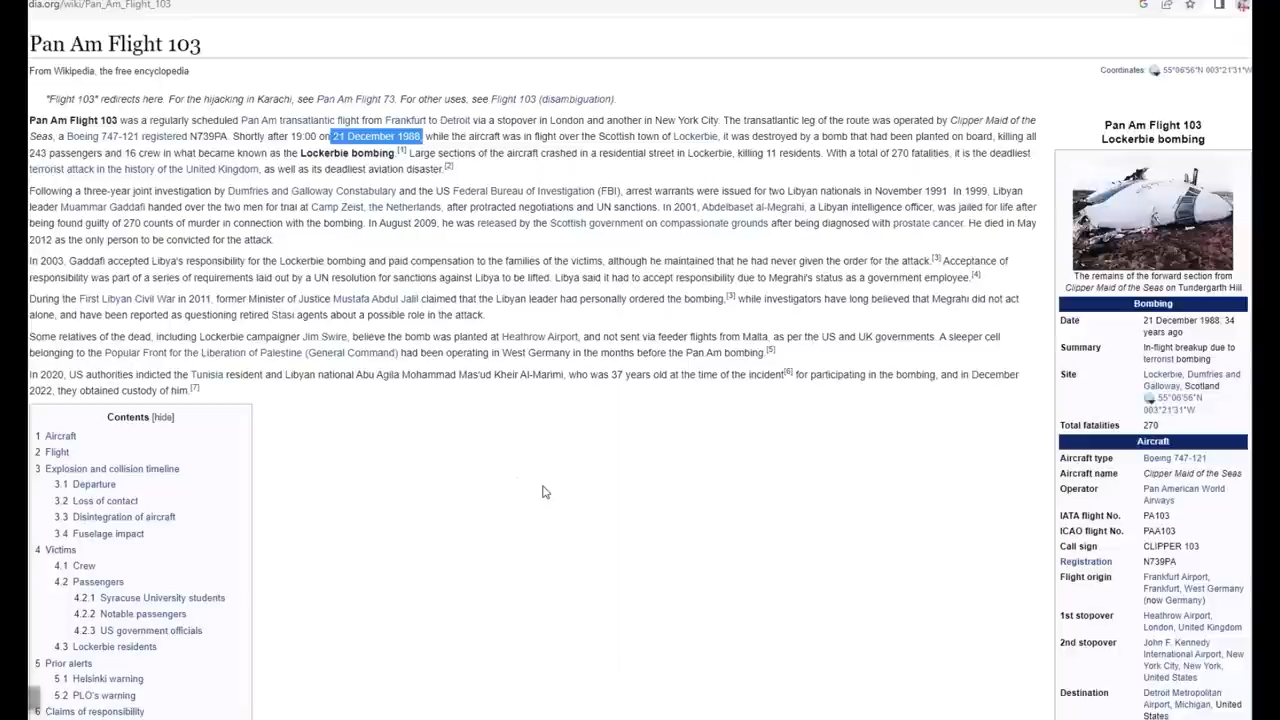 dia.org/wiki/Pan_Am_Flight_103
Pan Am Flight 103
From Wikipedia, the free encyclopedia
Coordinates: 55°06′56″N 003°21′31″W
"Flight 103" redirects here. For the hijacking in Karachi, see Pan Am Flight 73. For other uses, see Flight 103 (disambiguation).
Pan Am Flight 103 was a regularly scheduled Pan Am transatlantic flight from Frankfurt to Detroit via a stopover in London and another in New York City. The transatlantic leg of the route was operated by Clipper Maid of the
Seas, a Boeing 747-121 registered N739PA. Shortly after 19:00 on 21 December 1988, while the aircraft was in flight over the Scottish town of Lockerbie, it was destroyed by a bomb that had been planted on board, killing all
243 passengers and 16 crew in what became known as the Lockerbie bombing.[1] Large sections of the aircraft crashed in a residential street in Lockerbie, killing 11 residents. With a total of 270 fatalities, it is the deadliest
terrorist attack in the history of the United Kingdom, as well as its deadliest aviation disaster.[2]
Following a three-year joint investigation by Dumfries and Galloway Constabulary and the US Federal Bureau of Investigation (FBI), arrest warrants were issued for two Libyan nationals in November 1991 In 1999, Libyan
leader Muammar Gaddafi handed over the two men for trial at Camp Zeist, the Netherlands, after protracted negotiations and UN sanctions. In 2001, Abdelbaset al-Megrahi, a Libyan intelligence officer, was jailed for life after
being found guilty of 270 counts of murder in connection with the bombing. In August 2009, he was released by the Scottish government on compassionate grounds after being diagnosed with prostate cancer. He died in May
2012 as the only person to be convicted for the attack.
In 2003, Gaddafi accepted Libya's responsibility for the Lockerbie bombing and paid compensation to the families of the victims, although he maintained that he had never given the order for the attack.[3] Acceptance of
responsibility was part of a series of requirements laid out by a UN resolution for sanctions against Libya to be lifted. Libya said it had to accept responsibility due to Megrahi's status as a government employee.[4]
During the First Libyan Civil War in 2011, former Minister of Justice Mustafa Abdul Jalil claimed that the Libyan leader had personally ordered the bombing,[3] while investigators have long believed that Megrahi did not act
alone, and have been reported as questioning retired Stasi agents about a possible role in the attack.
Some relatives of the dead, including Lockerbie campaigner Jim Swire, believe the bomb was planted at Heathrow Airport, and not sent via feeder flights from Malta, as per the US and UK governments. A sleeper cell
belonging to the Popular Front for the Liberation of Palestine (General Command) had been operating in West Germany in the months before the Pan Am bombing.[5]
In 2020, US authorities indicted the Tunisia resident and Libyan national Abu Agila Mohammad Mas'ud Kheir Al-Marimi, who was 37 years old at the time of the incident[6] for participating in the bombing, and in December
2022, they obtained custody of him.[7]
Contents [hide]
1 Aircraft
2 Flight
3 Explosion and collision timeline
3.1 Departure
3.2 Loss of contact
3.3 Disintegration of aircraft
3.4 Fuselage impact
4 Victims
4.1 Crew
4.2 Passengers
4.2.1 Syracuse University students
4.2.2 Notable passengers
4.2.3 US government officials
4.3 Lockerbie residents
5 Prior alerts
5.1 Helsinki warning
5.2 PLO's warning
6 Claims of responsibility
Pan Am Flight 103
Lockerbie bombing
The remains of the forward section from
Clipper Maid of the Seas on Tundergarth Hill
Bombing
Date 21 December 1988; 34
years ago
Summary In-flight breakup due to
terrorist bombing
Site Lockerbie, Dumfries and
Galloway, Scotland
55°06′56″N
003°21′31″W
Total fatalities 270
Aircraft
Aircraft type Boeing 747-121
Aircraft name Clipper Maid of the Seas
Operator Pan American World
Airways
IATA flight No. PA103
ICAO flight No. PAA103
Call sign CLIPPER 103
Registration N739PA
Flight origin Frankfurt Airport,
Frankfurt, West Germany
(now Germany)
1st stopover Heathrow Airport,
London, United Kingdom
2nd stopover John F. Kennedy
International Airport, New
York City, New York,
United States
Destination Detroit Metropolitan
Airport, Michigan, United
States